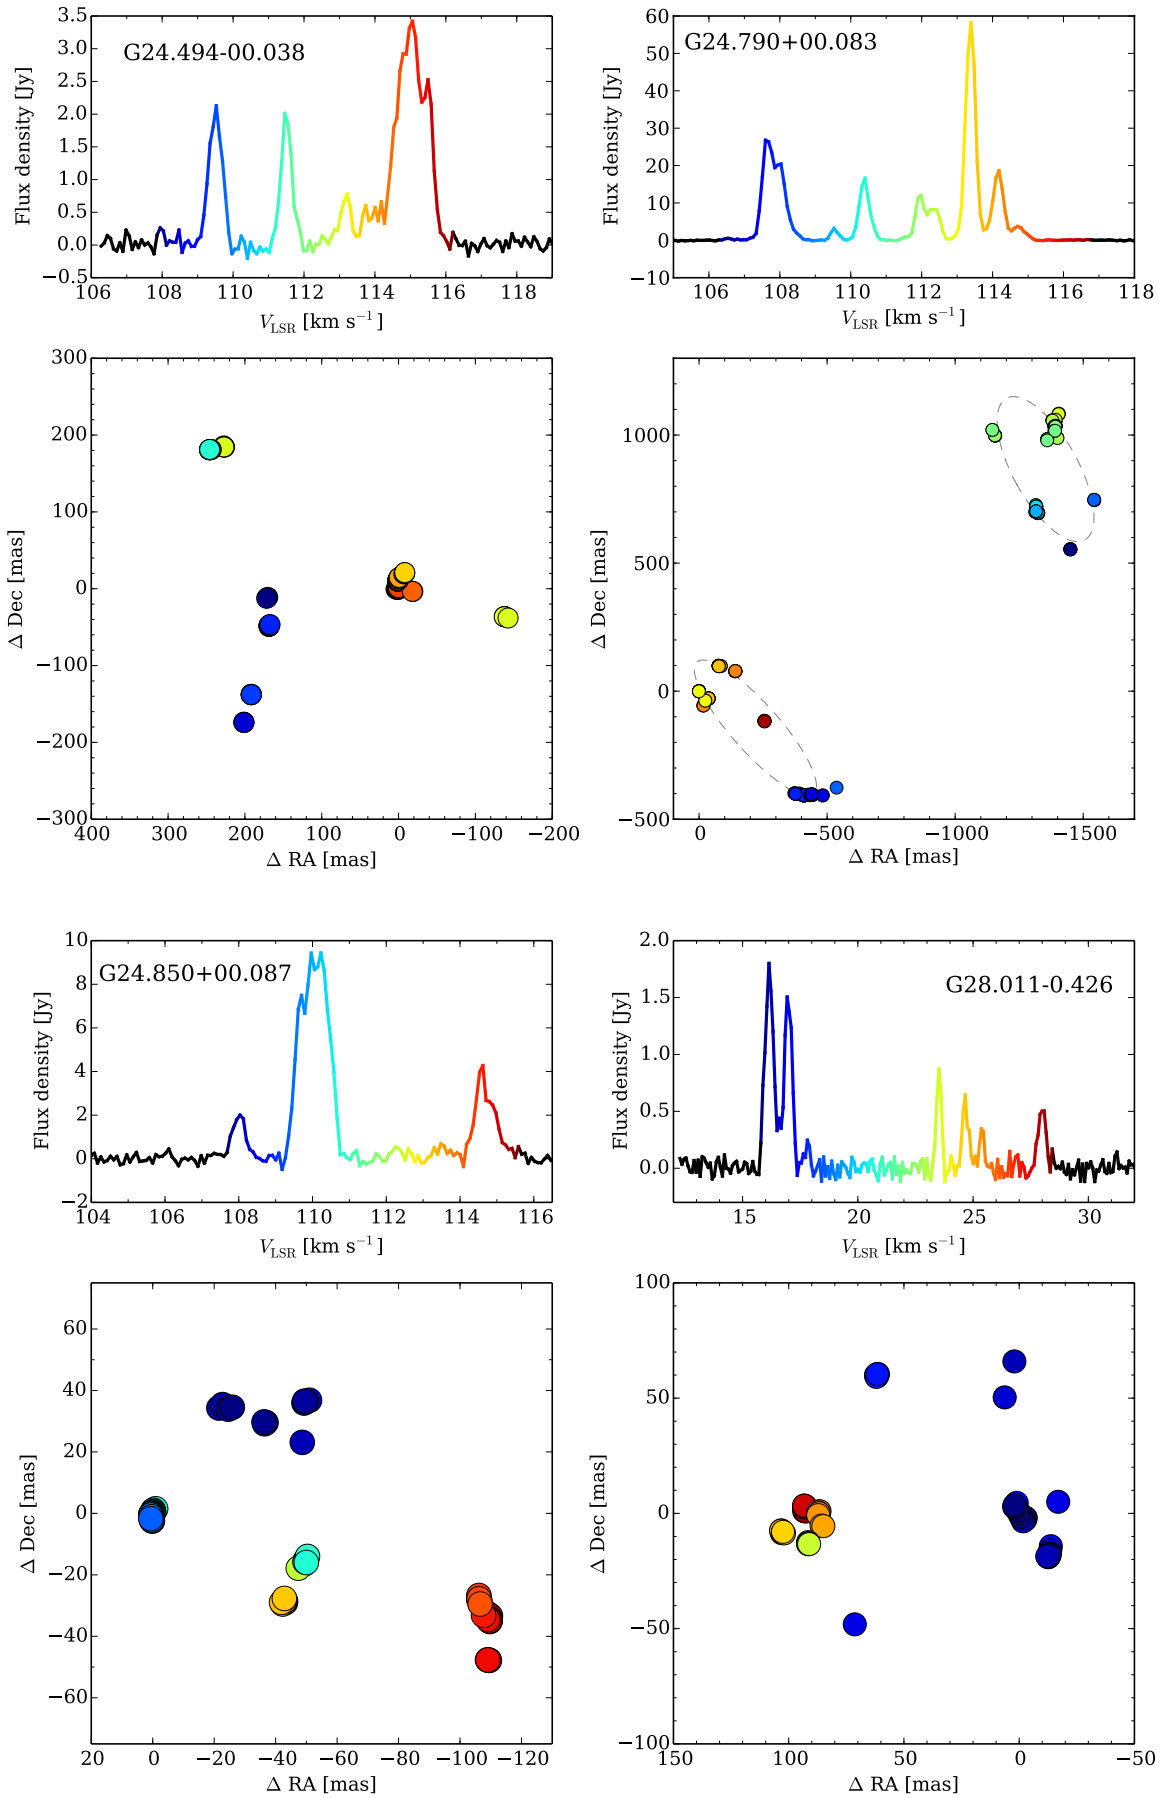 G24.494-00.038
Flux density [Jy]
3.5
3.0
2.5
2.0
1.5
1.0
0.5
0.0
−0.5
106 108 110 112 114 116 118
V_LSR [km s⁻¹]
G24.790+00.083
Flux density [Jy]
60
50
40
30
20
10
0
−10
106 108 110 112 114 116 118
V_LSR [km s⁻¹]
Δ Dec [mas]
300
200
100
0
−100
−200
−300
400 300 200 100 0 −100 −200
Δ RA [mas]
Δ Dec [mas]
1000
500
0
−500
0 −500 −1000 −1500
Δ RA [mas]
G24.850+00.087
Flux density [Jy]
10
8
6
4
2
0
−2
104 106 108 110 112 114 116
V_LSR [km s⁻¹]
G28.011-0.426
Flux density [Jy]
2.0
1.5
1.0
0.5
0.0
15 20 25 30
V_LSR [km s⁻¹]
Δ Dec [mas]
60
40
20
0
−20
−40
−60
20 0 −20 −40 −60 −80 −100 −120
Δ RA [mas]
Δ Dec [mas]
100
50
0
−50
−100
150 100 50 0 −50
Δ RA [mas]